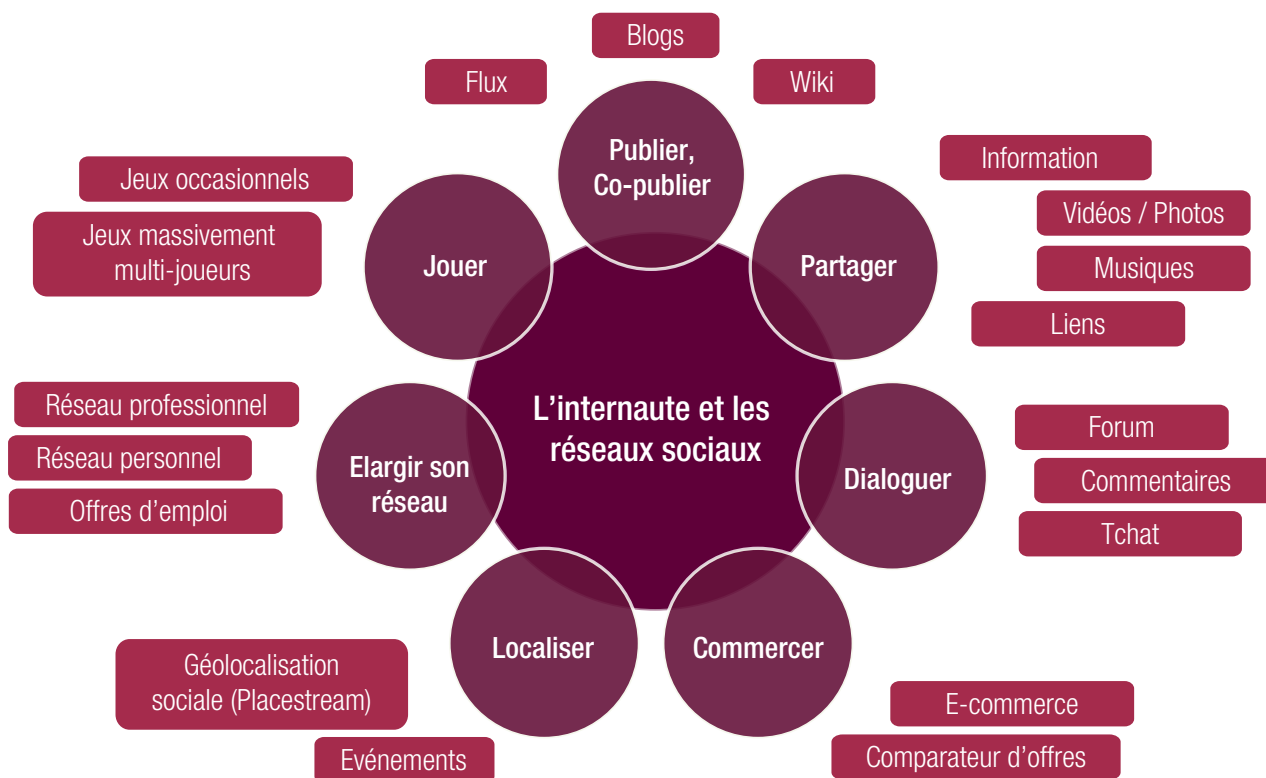 Blogs
Flux
Wiki
Publier,
Co-publier
Information
Vidéos / Photos
Musiques
Liens
Partager
Jeux occasionnels
Jeux massivement
multi-joueurs
Jouer
L'internaute et les
réseaux sociaux
Réseau professionnel
Réseau personnel
Offres d'emploi
Elargir son
réseau
Dialoguer
Forum
Commentaires
Tchat
Localiser
Commercer
Géolocalisation
sociale (Placestream)
Evénements
E-commerce
Comparateur d'offres